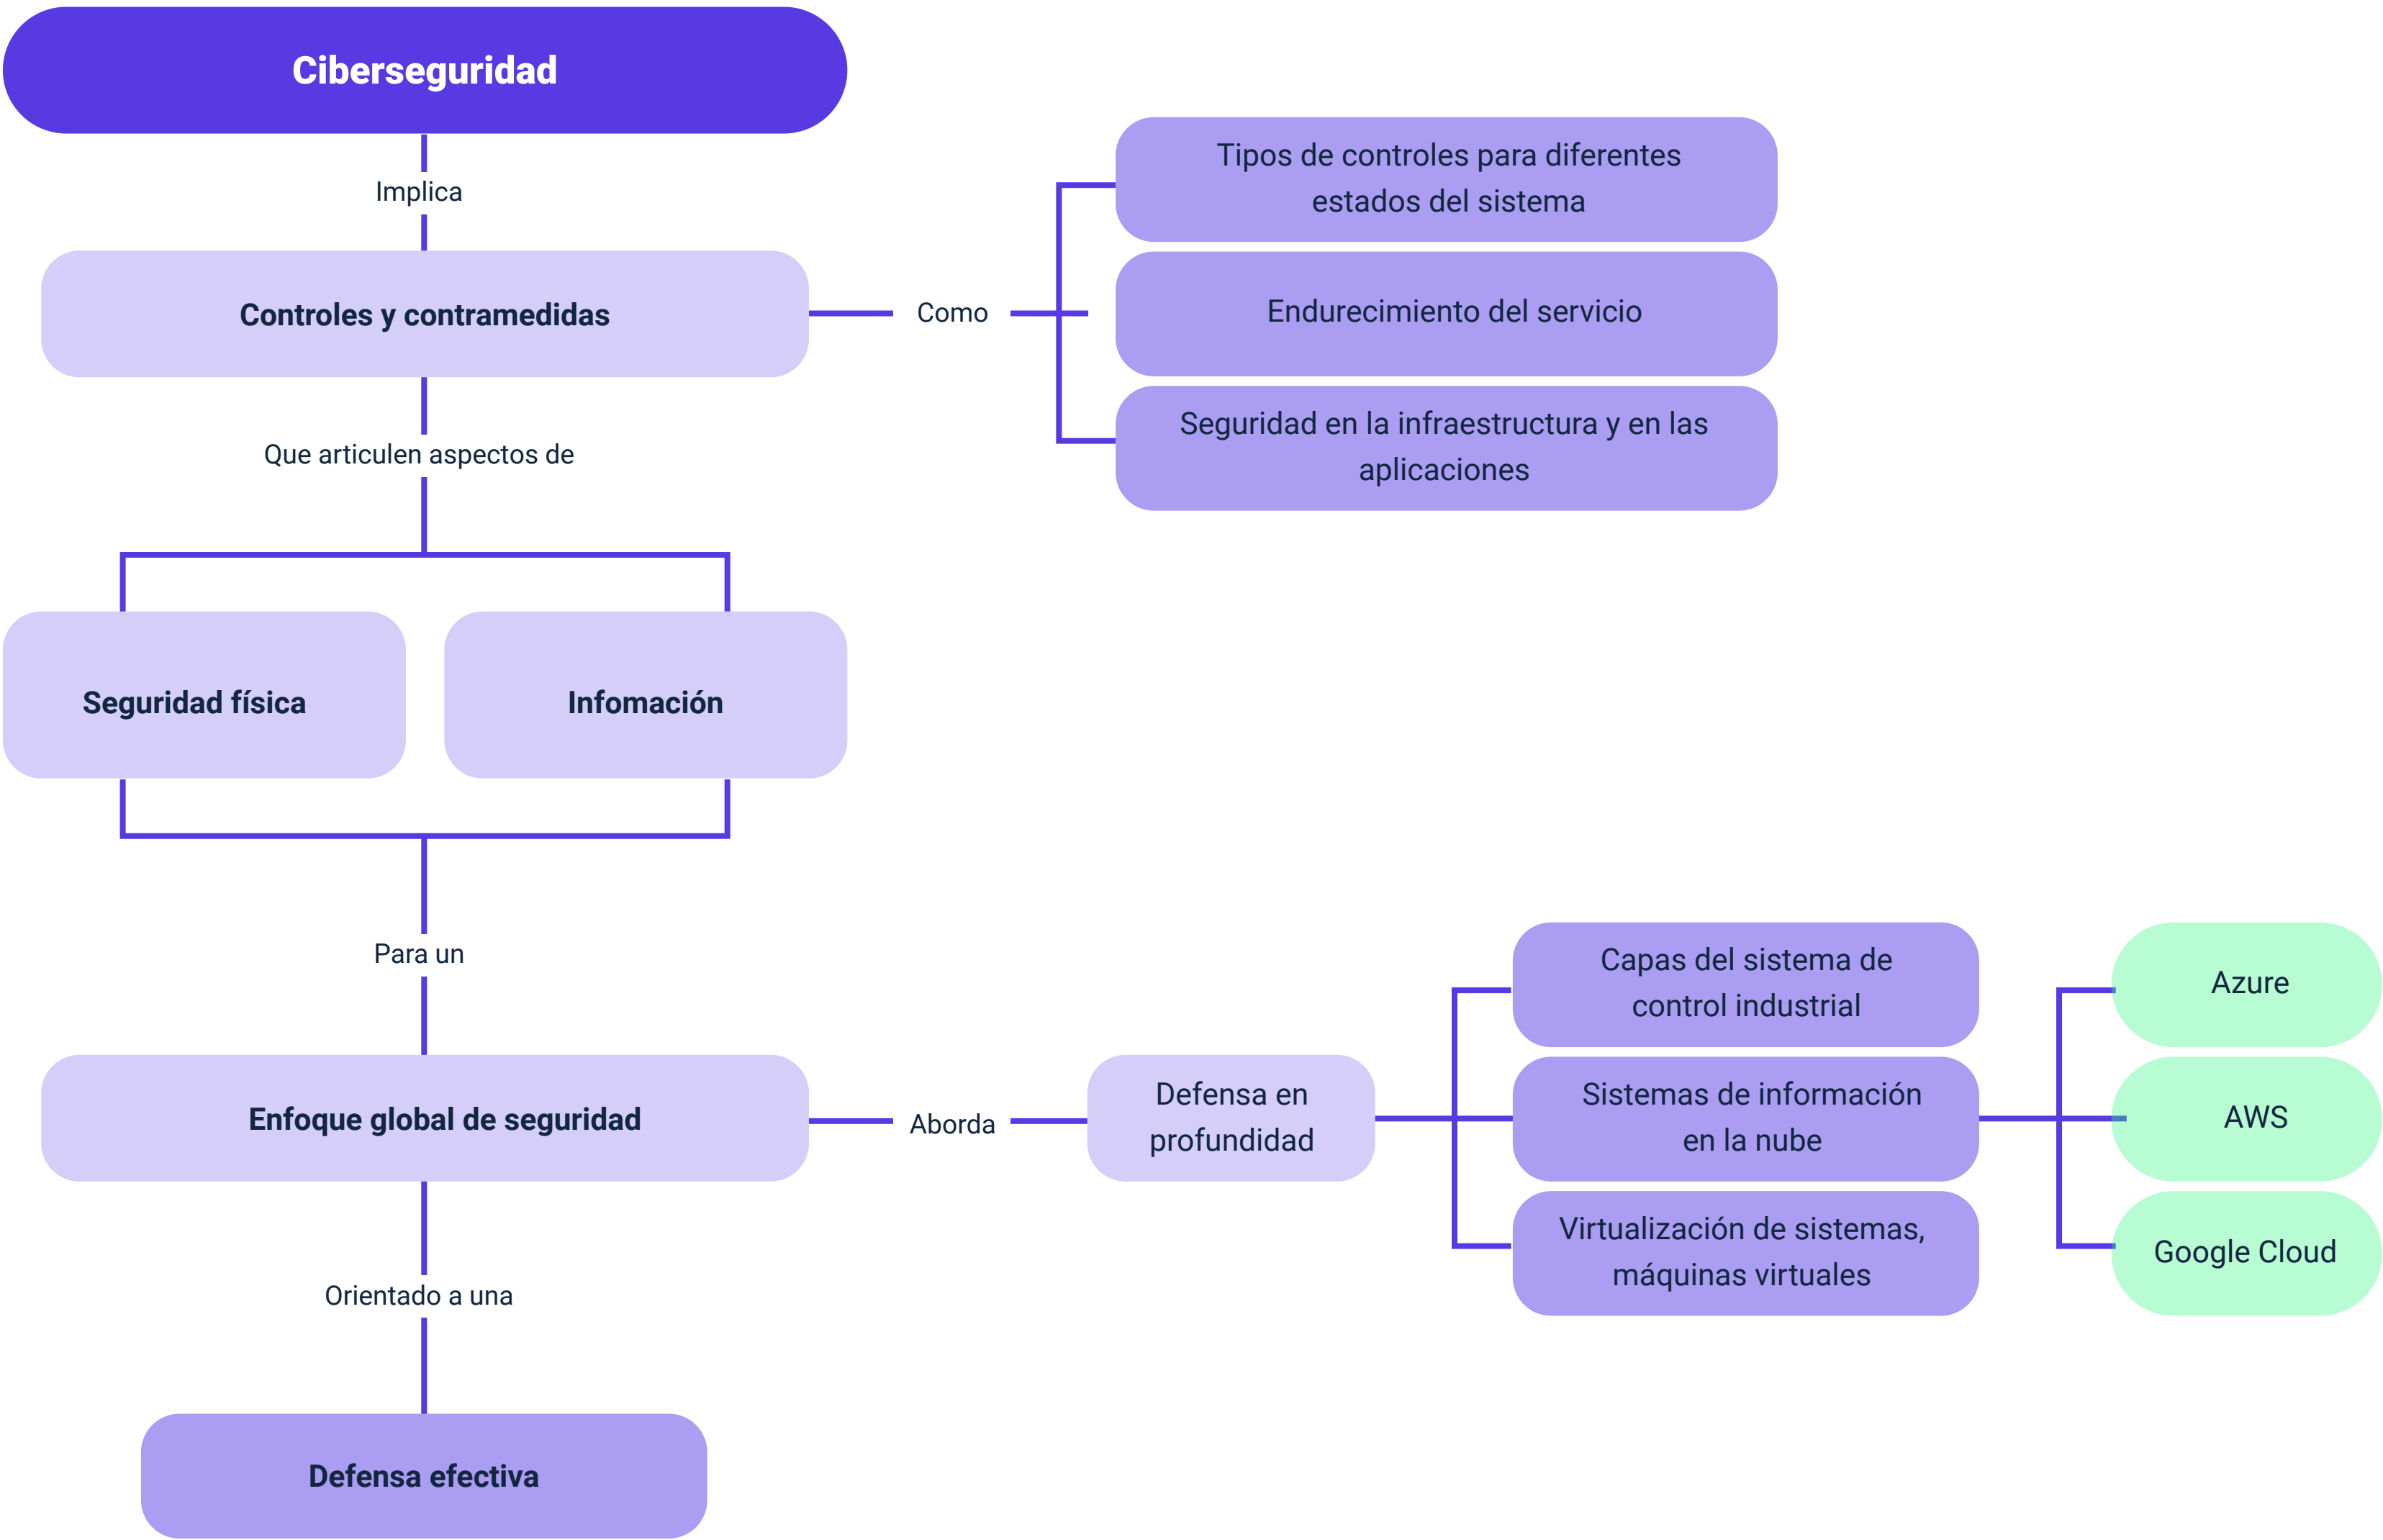 Ciberseguridad
Implica
Controles y contramedidas
Como
Tipos de controles para diferentes
estados del sistema
Endurecimiento del servicio
Seguridad en la infraestructura y en las
aplicaciones
Que articulen aspectos de
Seguridad física
Infomación
Para un
Enfoque global de seguridad
Aborda
Defensa en
profundidad
Capas del sistema de
control industrial
Sistemas de información
en la nube
Virtualización de sistemas,
máquinas virtuales
Azure
AWS
Google Cloud
Orientado a una
Defensa efectiva